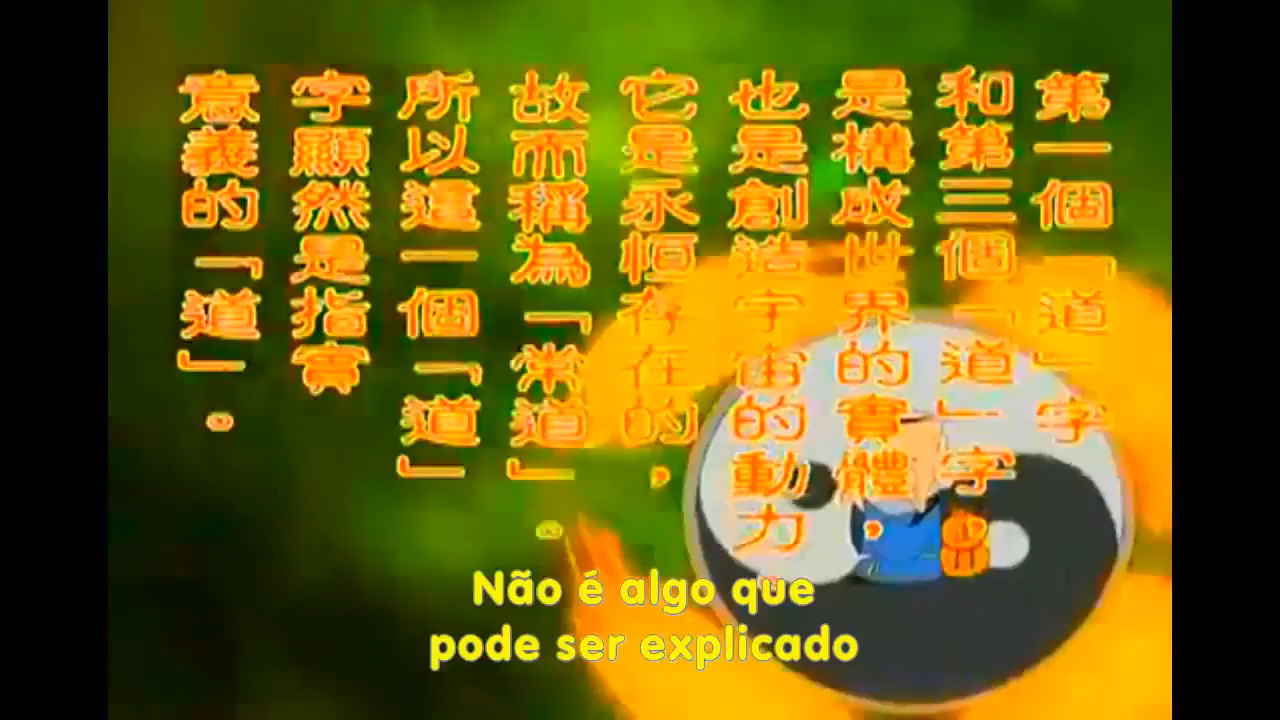 第一個「道」字
和第三個「道」字，
是構成世界的實體，
也是創造宇宙的動力。
它是永恒存在的，
故而稱為「常道」。
所以這一個「道」
字顯然是指實
意義的「道」。
Não é algo que
pode ser explicado